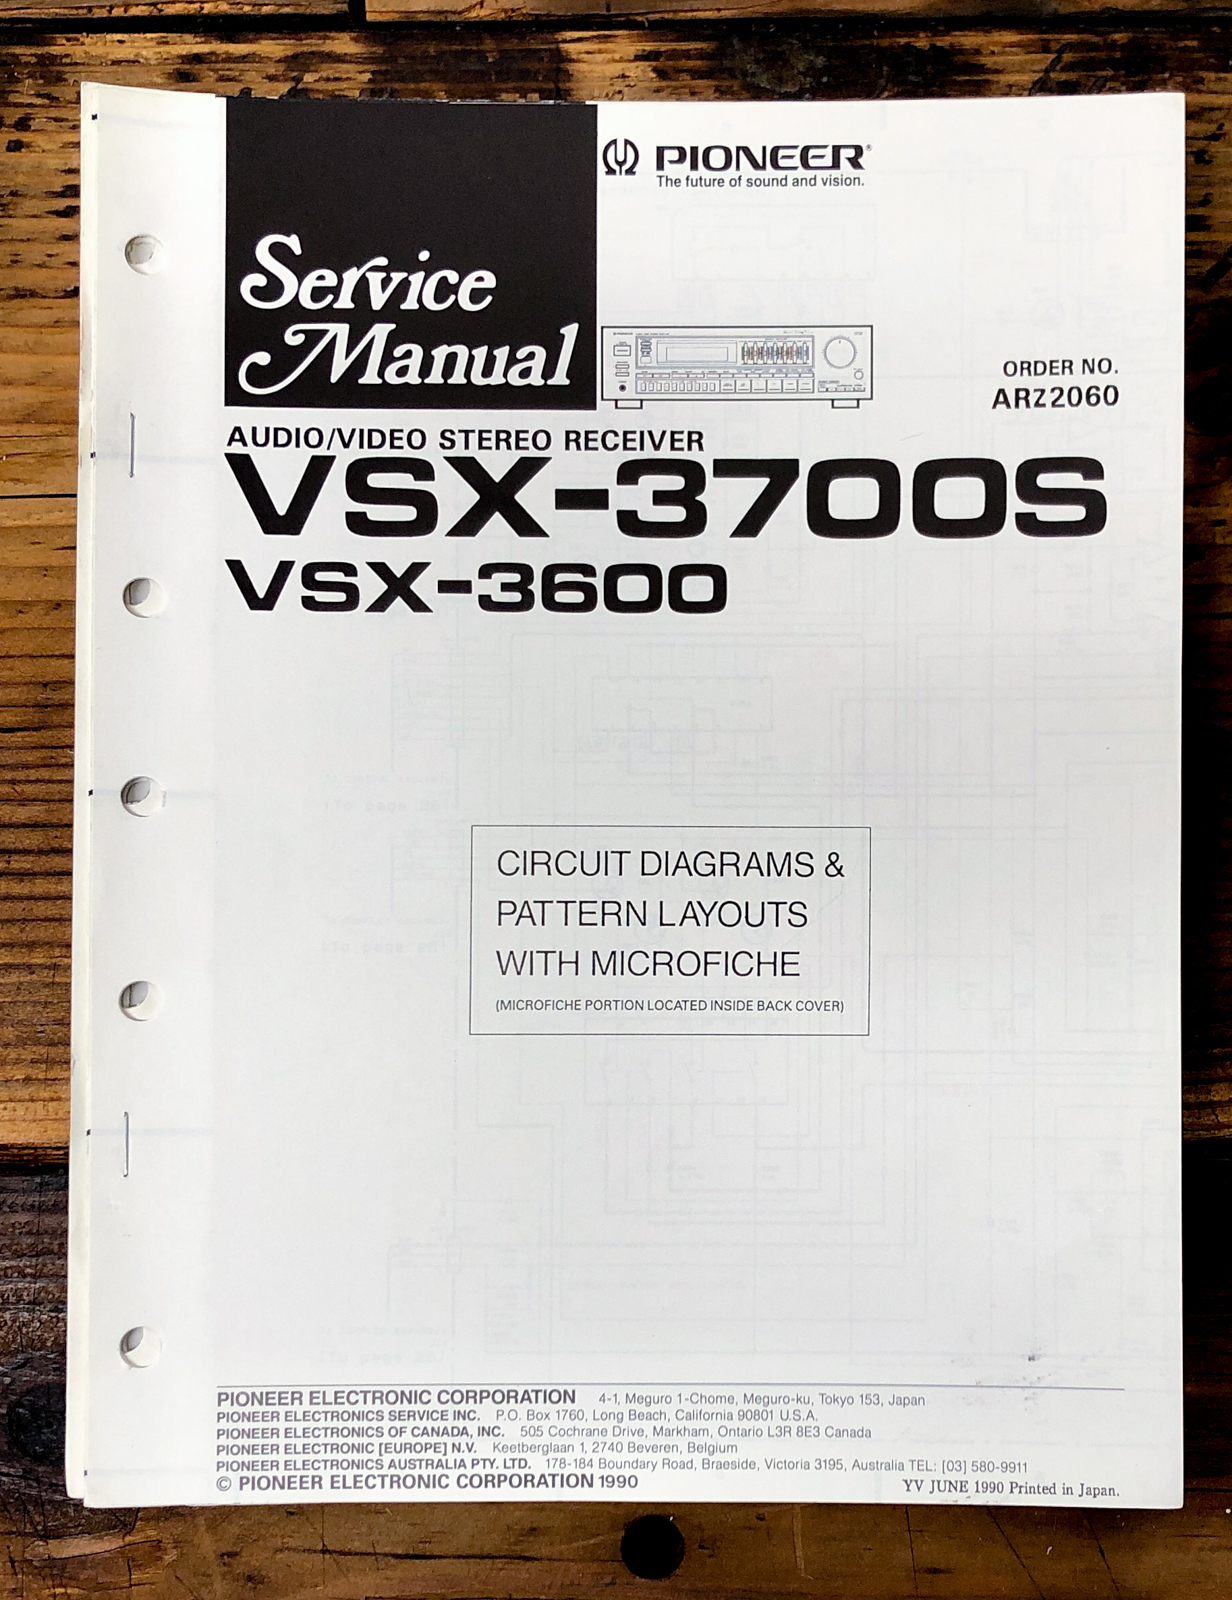 PIONEER®
The future of sound and vision.
Service
Manual
ORDER NO.
ARZ2060
AUDIO/VIDEO STEREO RECEIVER
VSX-3700S
VSX-3600
CIRCUIT DIAGRAMS &
PATTERN LAYOUTS
WITH MICROFICHE
(MICROFICHE PORTION LOCATED INSIDE BACK COVER)
PIONEER ELECTRONIC CORPORATION 4-1, Meguro 1-Chome, Meguro-ku, Tokyo 153, Japan
PIONEER ELECTRONICS SERVICE INC. P.O. Box 1760, Long Beach, California 90801 U.S.A.
PIONEER ELECTRONICS OF CANADA, INC. 505 Cochrane Drive, Markham, Ontario L3R 8E3 Canada
PIONEER ELECTRONIC [EUROPE] N.V. Keetberglaan 1, 2740 Beveren, Belgium
PIONEER ELECTRONICS AUSTRALIA PTY. LTD. 178-184 Boundary Road, Braeside, Victoria 3195, Australia TEL: [03] 580-9911
© PIONEER ELECTRONIC CORPORATION 1990
YV JUNE 1990 Printed in Japan.